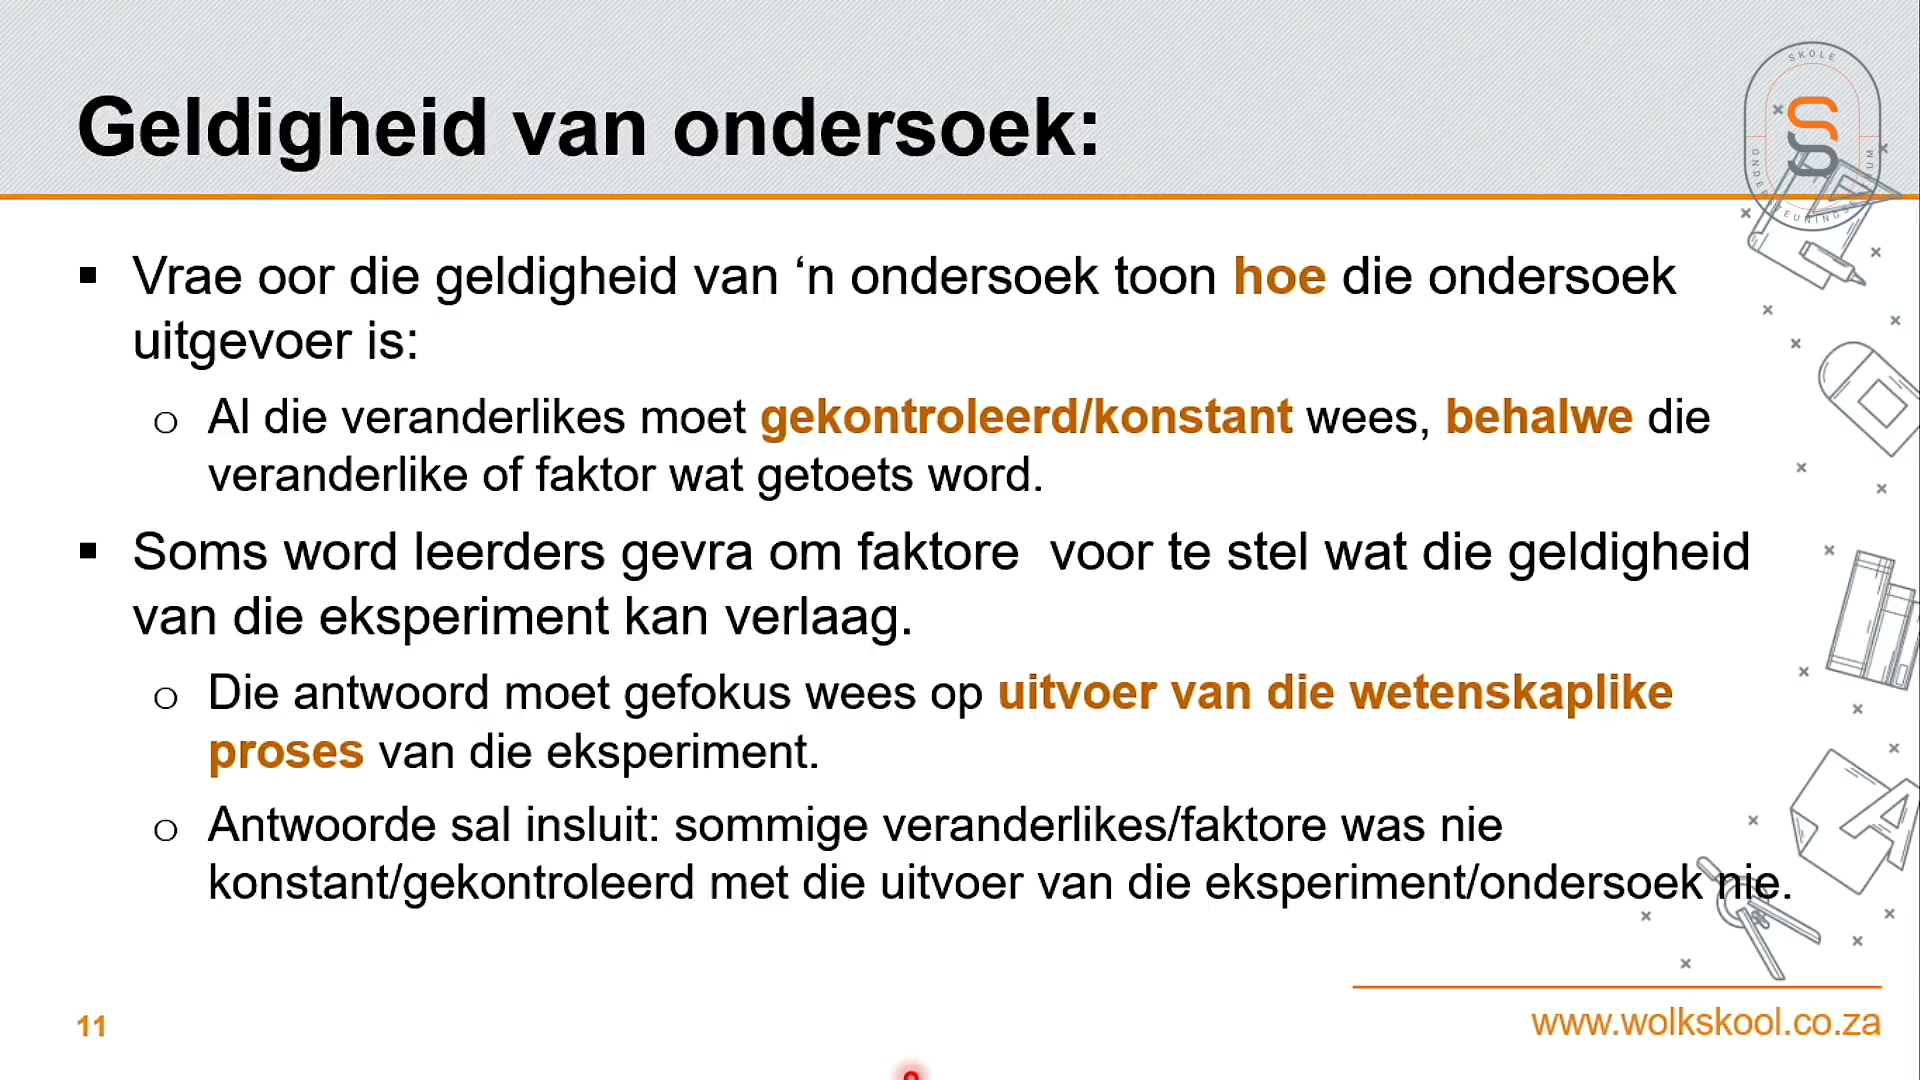 Geldigheid van ondersoek:
SKOLE
▪ Vrae oor die geldigheid van ‘n ondersoek toon hoe die ondersoek
uitgevoer is:
o Al die veranderlikes moet gekontroleerd/konstant wees, behalwe die
veranderlike of faktor wat getoets word.
▪ Soms word leerders gevra om faktore  voor te stel wat die geldigheid
van die eksperiment kan verlaag.
o Die antwoord moet gefokus wees op uitvoer van die wetenskaplike
proses van die eksperiment.
o Antwoorde sal insluit: sommige veranderlikes/faktore was nie
konstant/gekontroleerd met die uitvoer van die eksperiment/ondersoek nie.
11
www.wolkskool.co.za